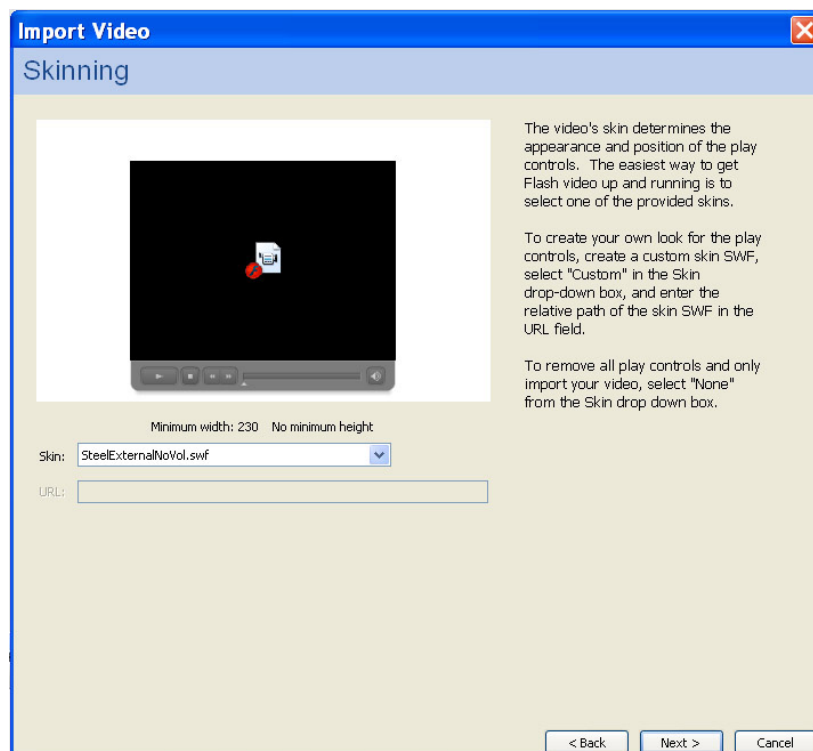 Import Video
Skinning
The video's skin determines the
appearance and position of the play
controls. The easiest way to get
Flash video up and running is to
select one of the provided skins.
To create your own look for the play
controls, create a custom skin SWF,
select "Custom" in the Skin
drop-down box, and enter the
relative path of the skin SWF in the
URL field.
To remove all play controls and only
import your video, select "None"
from the Skin drop down box.
Minimum width: 230 No minimum height
Skin: SteelExternalNoVol.swf
URL:
< Back Next > Cancel